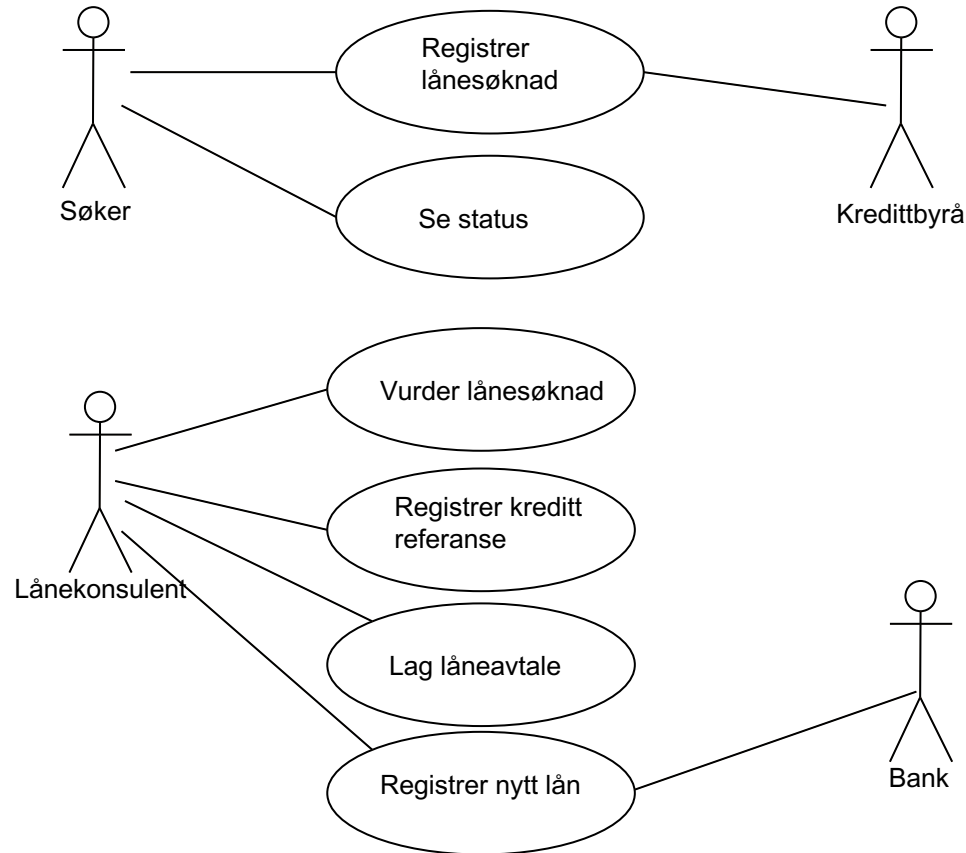 Registrer
lånesøknad
Søker
Kredittbyrå
Se status
Vurder lånesøknad
Registrer kreditt
referanse
Lånekonsulent
Lag låneavtale
Registrer nytt lån
Bank